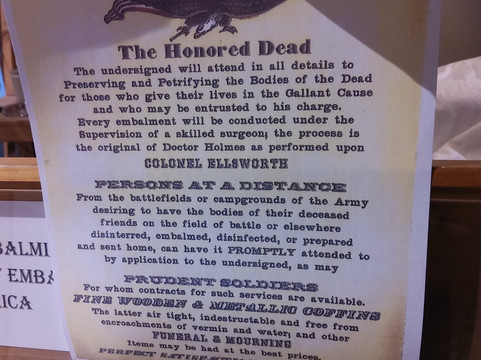 The Honored Dead
The undersigned will attend in all details to
Preserving and Petrifying the Bodies of the Dead
for those who give their lives in the Gallant Cause
and who may be entrusted to his charge.
Every embalment will be conducted under the
Supervision of a skilled surgeon; the process is
the original of Doctor Holmes as performed upon
COLONEL ELLSWORTH
PERSONS AT A DISTANCE
From the battlefields or campgrounds of the Army
desiring to have the bodies of their deceased
friends on the field of battle or elsewhere
disinterred, embalmed, disinfected, or prepared
and sent home, can have it PROMPTLY attended to
by application to the undersigned, as may
PRUDENT SOLDIERS
For whom contracts for such services are available.
FINE WOODEN & METALLIC COFFINS
The latter air tight, indestructable and free from
encroachments of vermin and water; and other
FUNERAL & MOURNING
Items may be had at the best prices.
PERFECT
BALMI
EMBA
ICA